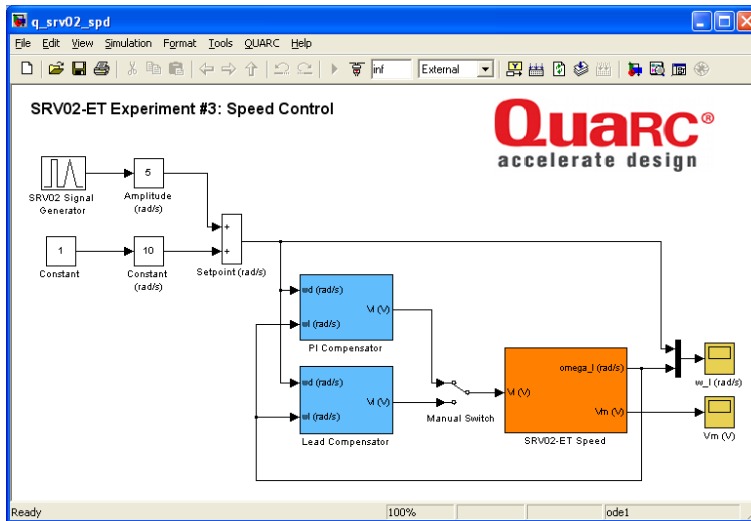 q_srv02_spd
File Edit View Simulation Format Tools QUARC Help
inf External
SRV02-ET Experiment #3: Speed Control
QUARC®
accelerate design
SRV02 Signal
Generator
5
Amplitude
(rad/s)
1
Constant
10
Constant
(rad/s)
+
+
Setpoint (rad/s)
wd (rad/s)
wl (rad/s)
Vi (V)
PI Compensator
wd (rad/s)
wl (rad/s)
Vi (V)
Lead Compensator
Manual Switch
Vi (V)
omega_l (rad/s)
Vm (V)
SRV02-ET Speed
w_l (rad/s)
Vm (V)
Ready 100% ode1